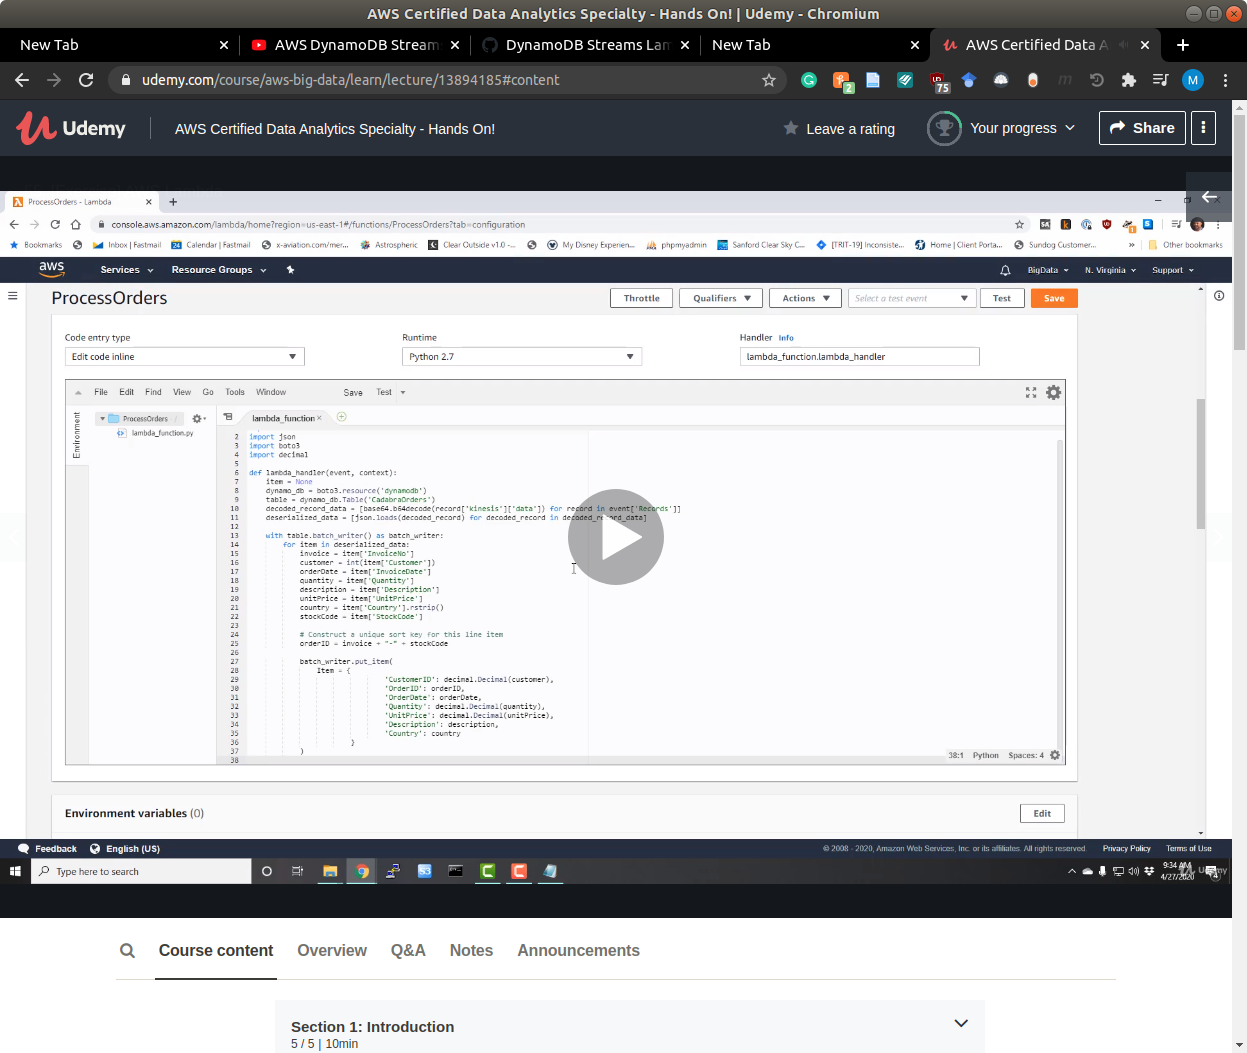 AWS Certified Data Analytics Specialty - Hands On! | Udemy - Chromium
New Tab
AWS DynamoDB Stream
DynamoDB Streams Lam
New Tab
AWS Certified Data A
udemy.com/course/aws-big-data/learn/lecture/13894185#content
2
75
M
Udemy
AWS Certified Data Analytics Specialty - Hands On!
Leave a rating
Your progress
Share
ProcessOrders - Lambda
console.aws.amazon.com/lambda/home?region=us-east-1#/functions/ProcessOrders?tab=configuration
Bookmarks
Inbox | Fastmail
24 Calendar | Fastmail
x-aviation.com/mer...
Astrospheric
Clear Outside v1.0 -...
My Disney Experien...
phpmyadmin
Sanford Clear Sky C...
[TRIT-19] Inconsiste...
Home | Client Porta...
Sundog Customer...
»
Other bookmarks
aws
Services
Resource Groups
BigData
N. Virginia
Support
ProcessOrders
Throttle
Qualifiers
Actions
Select a test event
Test
Save
Code entry type
Runtime
Handler Info
Edit code inline
Python 2.7
lambda_function.lambda_handler
File Edit Find View Go Tools Window Save Test
Environment
ProcessOrders
lambda_function.py
lambda_function
2 import json
3 import boto3
4 import decimal
5
6 def lambda_handler(event, context):
7 item = None
8 dynamo_db = boto3.resource('dynamodb')
9 table = dynamo_db.Table('CadabraOrders')
10 decoded_record_data = [base64.b64decode(record['kinesis']['data']) for record in event['Records']]
11 deserialized_data = [json.loads(decoded_record) for decoded_record in decoded_record_data]
12
13 with table.batch_writer() as batch_writer:
14 for item in deserialized_data:
15 invoice = item['InvoiceNo']
16 customer = int(item['Customer'])
17 orderDate = item['InvoiceDate']
18 quantity = item['Quantity']
19 description = item['Description']
20 unitPrice = item['UnitPrice']
21 country = item['Country'].rstrip()
22 stockCode = item['StockCode']
23
24 # Construct a unique sort key for this line item
25 orderID = invoice + "-" + stockCode
26
27 batch_writer.put_item(
28 Item = {
29 'CustomerID': decimal.Decimal(customer),
30 'OrderID': orderID,
31 'OrderDate': orderDate,
32 'Quantity': decimal.Decimal(quantity),
33 'UnitPrice': decimal.Decimal(unitPrice),
34 'Description': description,
35 'Country': country
36 }
37 )
38
38:1 Python Spaces: 4
Environment variables (0)
Edit
Feedback
English (US)
© 2008 - 2020, Amazon Web Services, Inc. or its affiliates. All rights reserved.
Privacy Policy
Terms of Use
Type here to search
9:34 AM
4/27/2020
Course content
Overview
Q&A
Notes
Announcements
Section 1: Introduction
5 / 5 | 10min